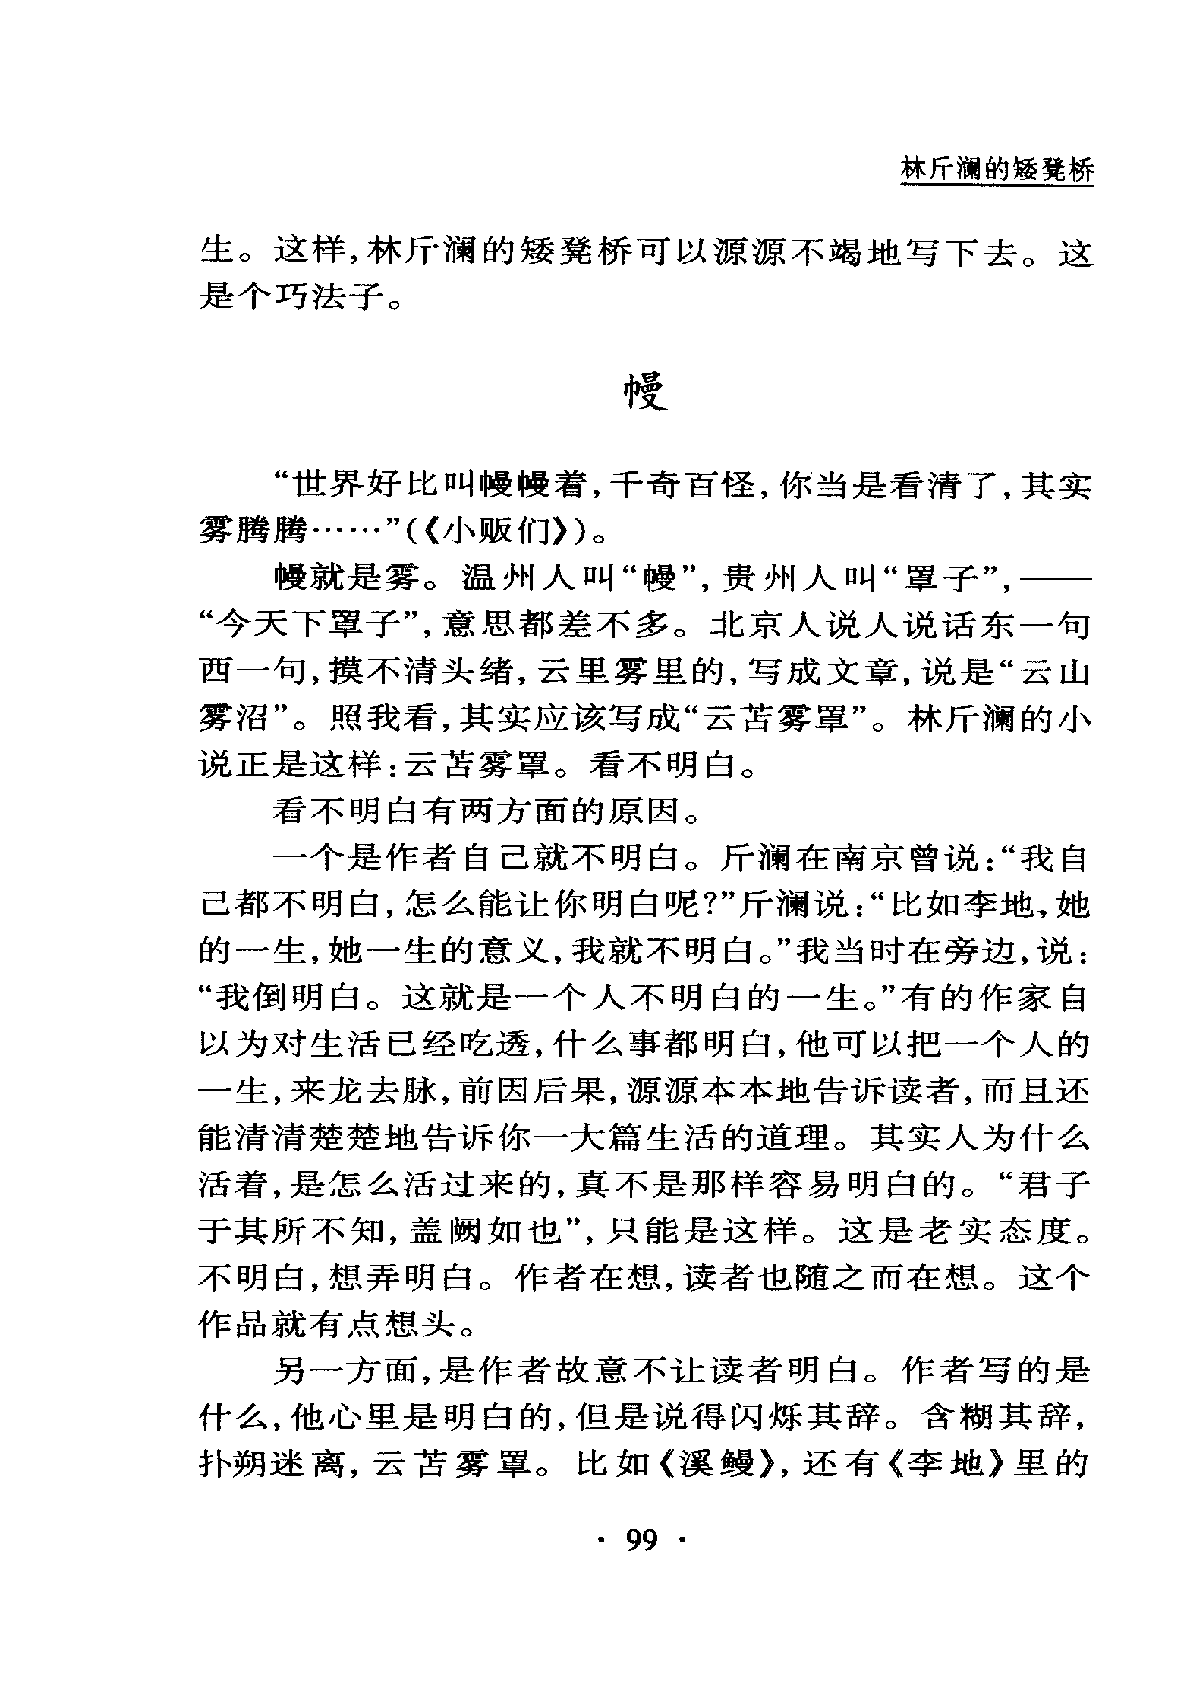 林斤澜的矮凳桥
生。这样,林斤澜的矮凳桥可以源源不竭地写下去。这
是个巧法子。
幔
“世界好比叫幔幔着,千奇百怪,你当是看清了,其实
雾腾腾……”(《小贩们》)。
幔就是雾。温州人叫“幔”,贵州人叫“罩子”,——
“今天下罩子”,意思都差不多。北京人说人说话东一句
西一句,摸不清头绪,云里雾里的,写成文章,说是“云山
雾沼”。照我看,其实应该写成“云苫雾罩”。林斤澜的小
说正是这样:云苫雾罩。看不明白。
看不明白有两方面的原因。
一个是作者自己就不明白。斤澜在南京曾说:“我自
己都不明白,怎么能让你明白呢?”斤澜说:“比如李地,她
的一生,她一生的意义,我就不明白。”我当时在旁边,说:
“我倒明白。这就是一个人不明白的一生。”有的作家自
以为对生活已经吃透,什么事都明白,他可以把一个人的
一生,来龙去脉,前因后果,源源本本地告诉读者,而且还
能清清楚楚地告诉你一大篇生活的道理。其实人为什么
活着,是怎么活过来的,真不是那样容易明白的。“君子
于其所不知,盖阙如也”,只能是这样。这是老实态度。
不明白,想弄明白。作者在想,读者也随之而在想。这个
作品就有点想头。
另一方面,是作者故意不让读者明白。作者写的是
什么,他心里是明白的,但是说得闪烁其辞。含糊其辞,
扑朔迷离,云苫雾罩。比如《溪鳗》,还有《李地》里的
· 99 ·